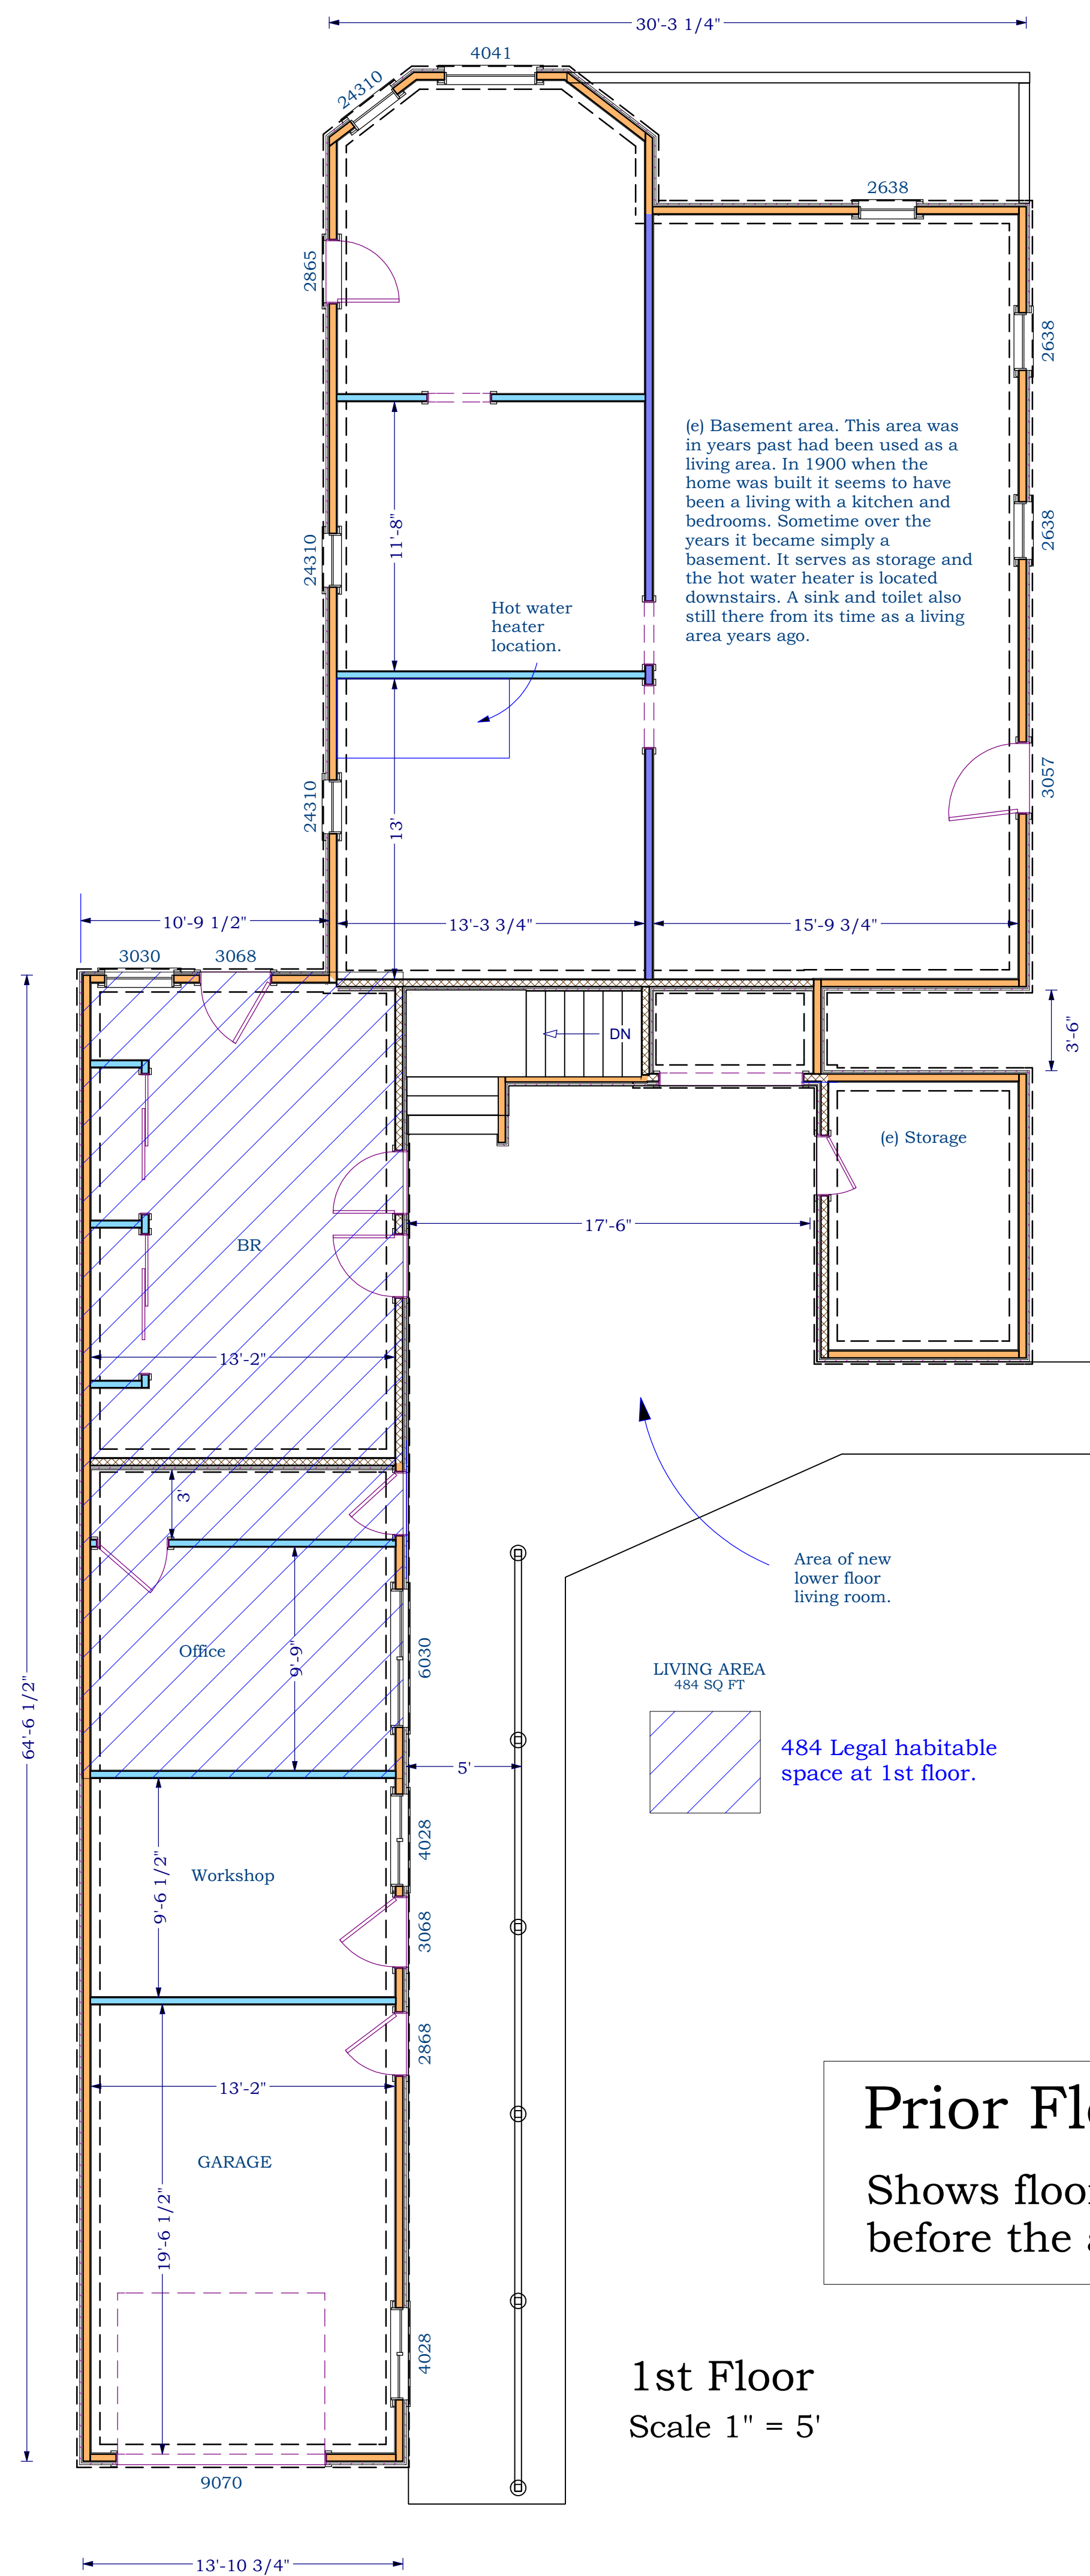 30'-3 1/4"
4041
24310
2638
2865
2638
(e) Basement area. This area was
in years past had been used as a
living area. In 1900 when the
home was built it seems to have
been a living with a kitchen and
bedrooms. Sometime over the
years it became simply a
basement. It serves as storage and
the hot water heater is located
downstairs. A sink and toilet also
still there from its time as a living
area years ago.
11'-8"
24310
2638
Hot water
heater
location.
3057
24310
13'
10'-9 1/2"
13'-3 3/4"
15'-9 3/4"
3030
3068
DN
3'-6"
(e) Storage
17'-6"
BR
13'-2"
3'
Area of new
lower floor
living room.
Office
9'-9"
6030
LIVING AREA
484 SQ FT
64'-6 1/2"
484 Legal habitable
space at 1st floor.
5'
4028
Workshop
9'-6 1/2"
3068
2868
13'-2"
Prior Flo
GARAGE
Shows floor
before the a
19'-6 1/2"
4028
1st Floor
Scale 1" = 5'
9070
13'-10 3/4"